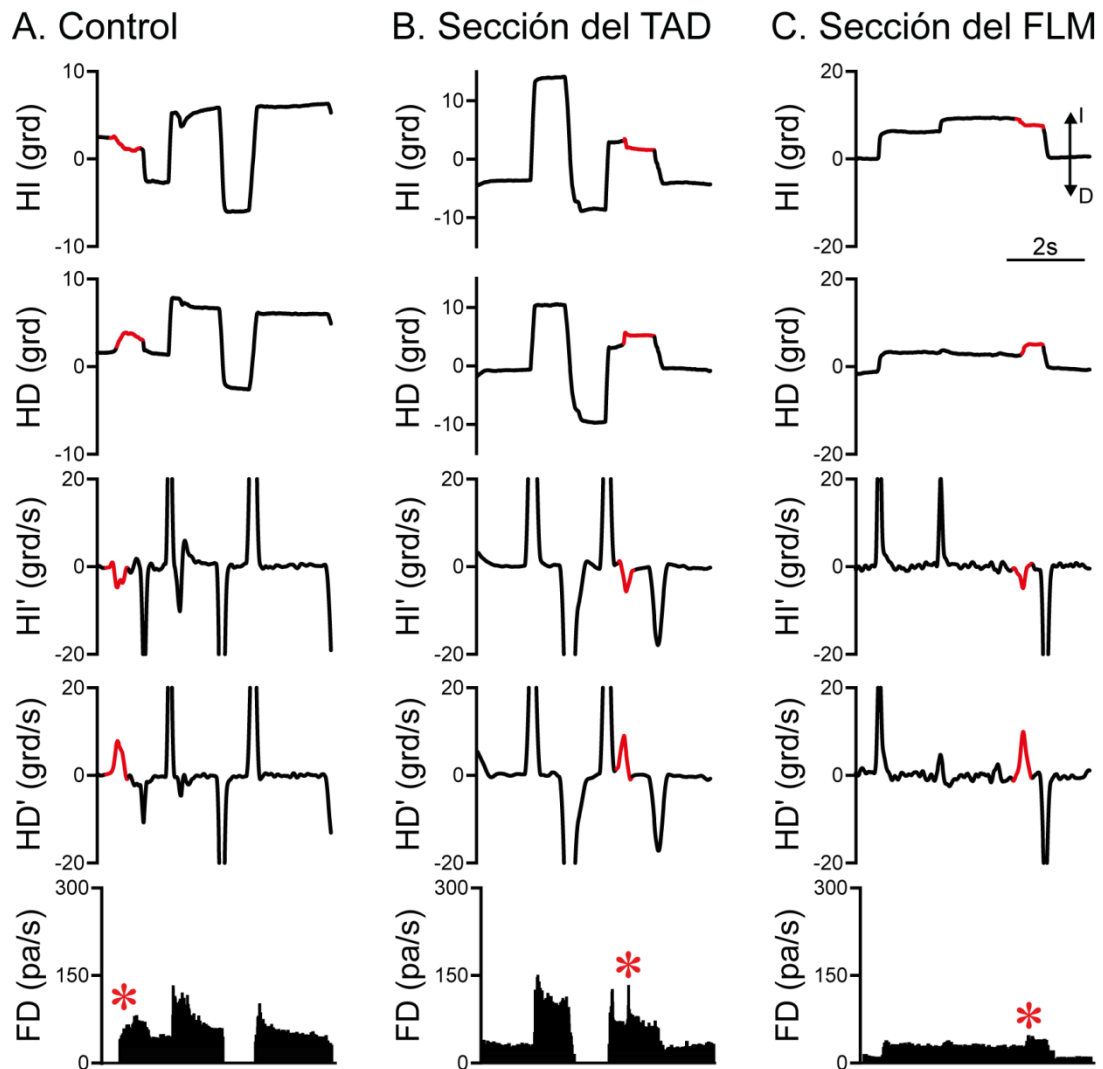 A. Control
B. Sección del TAD
C. Sección del FLM
HI (grd)
10
0
-10
HI (grd)
10
0
-10
HI (grd)
20
0
-20
I
D
2s
HD (grd)
10
0
-10
HD (grd)
10
0
-10
HD (grd)
20
0
-20
HI' (grd/s)
20
0
-20
HI' (grd/s)
20
0
-20
HI' (grd/s)
20
0
-20
HD' (grd/s)
20
0
-20
HD' (grd/s)
20
0
-20
HD' (grd/s)
20
0
-20
FD (pa/s)
300
150
0
*
FD (pa/s)
300
150
0
*
FD (pa/s)
300
150
0
*